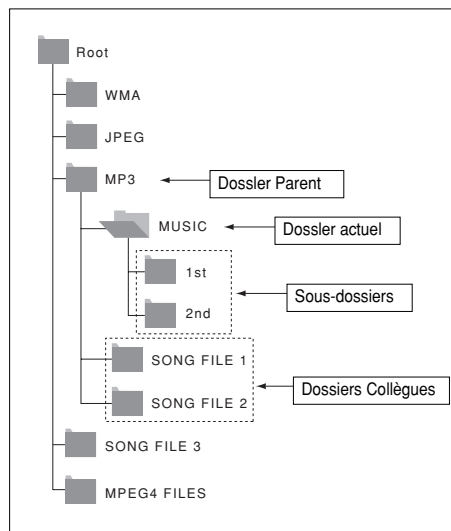 Root
WMA
JPEG
MP3
Dossler Parent
MUSIC
Dossler actuel
1st
Sous-dossiers
2nd
SONG FILE 1
Dossiers Collègues
SONG FILE 2
SONG FILE 3
MPEG4 FILES